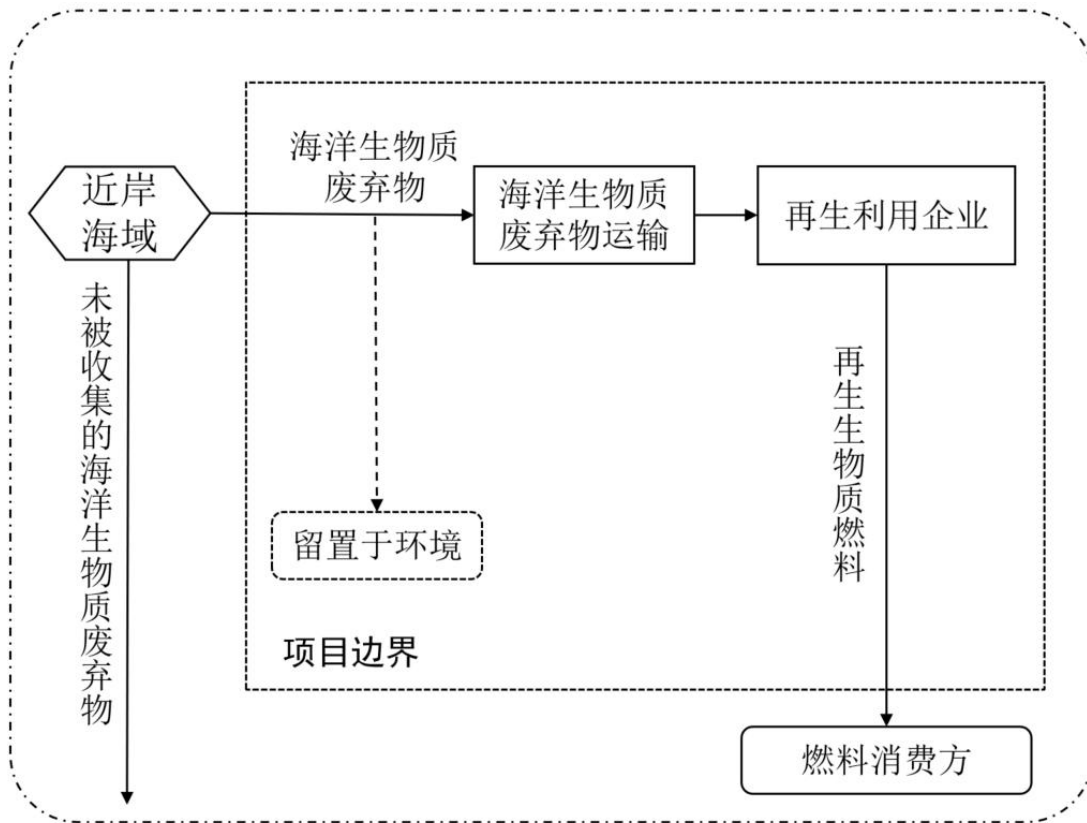 海洋生物质
废弃物
近岸
海域
海洋生物质
废弃物运输
再生利用企业
未被收集的海洋生物质废弃物
再生生物质燃料
留置于环境
项目边界
燃料消费方